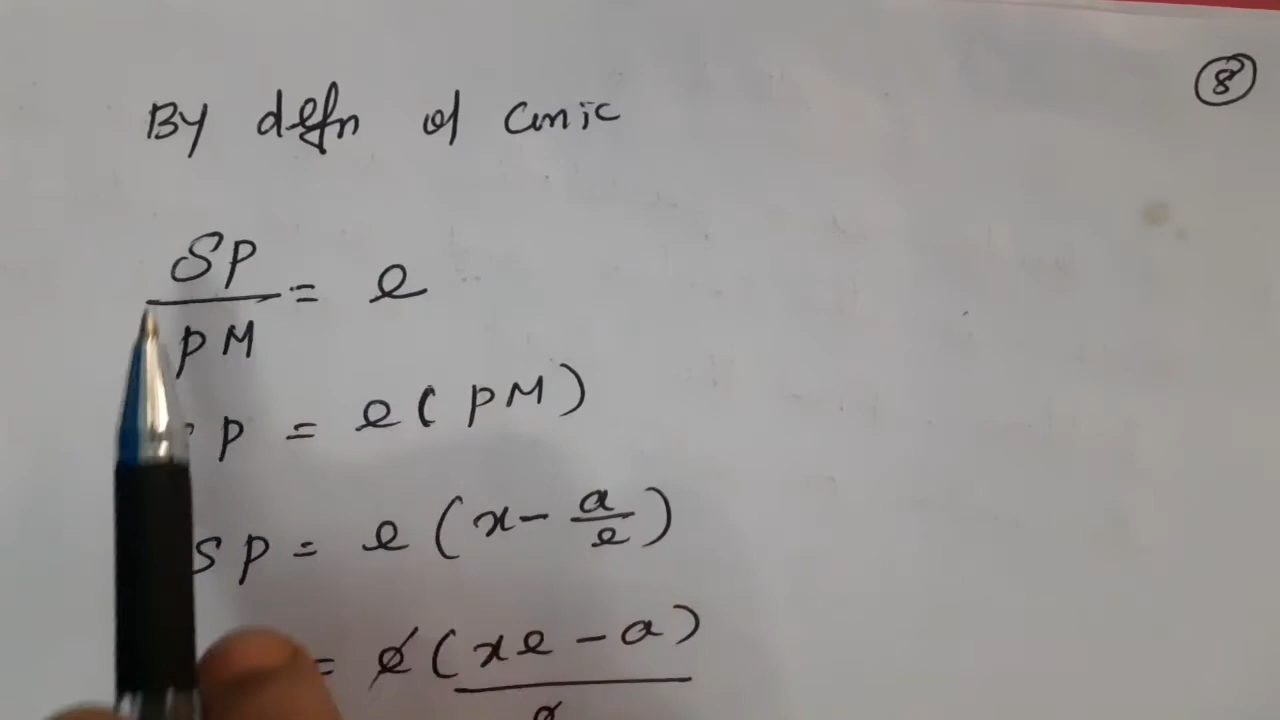 8
By defn of conic
SP
PM
= e
P = e(PM)
SP = e(x - a/e)
= e(xe - a)
e